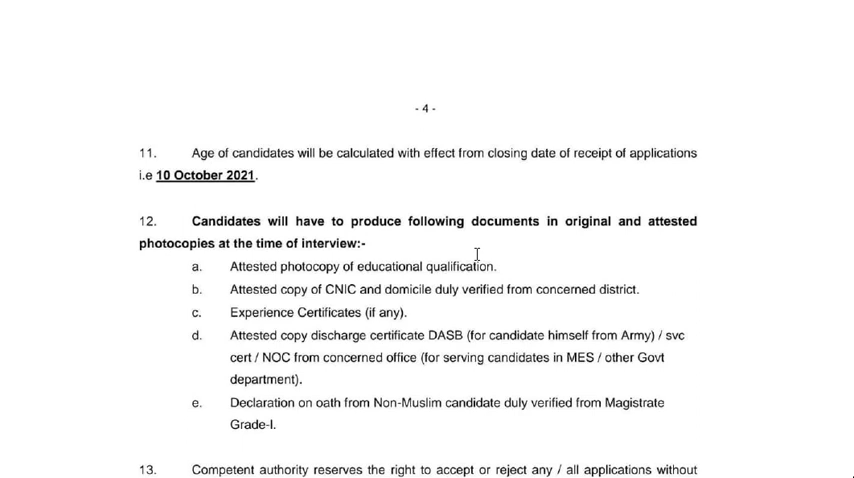 - 4 -
11. Age of candidates will be calculated with effect from closing date of receipt of applications
i.e 10 October 2021.
12. Candidates will have to produce following documents in original and attested
photocopies at the time of interview:-
a. Attested photocopy of educational qualification.
b. Attested copy of CNIC and domicile duly verified from concerned district.
c. Experience Certificates (if any).
d. Attested copy discharge certificate DASB (for candidate himself from Army) / svc
cert / NOC from concerned office (for serving candidates in MES / other Govt
department).
e. Declaration on oath from Non-Muslim candidate duly verified from Magistrate
Grade-I.
13. Competent authority reserves the right to accept or reject any / all applications without